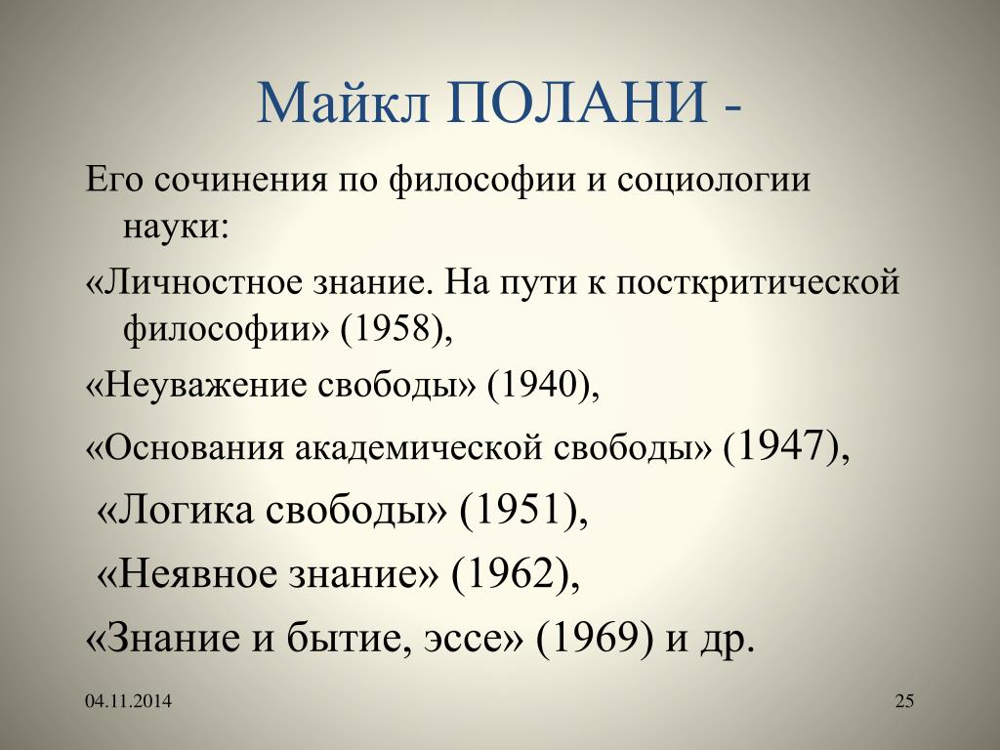 Майкл ПОЛАНИ -
Его сочинения по философии и социологии
науки:
«Личностное знание. На пути к посткритической
философии» (1958),
«Неуважение свободы» (1940),
«Основания академической свободы» (1947),
«Логика свободы» (1951),
«Неявное знание» (1962),
«Знание и бытие, эссе» (1969) и др.
04.11.2014
25